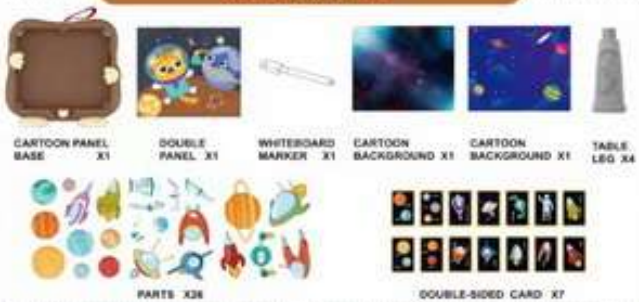 CARTOON PANEL
BASE X1
DOUBLE
PANEL X1
WHITEBOARD
MARKER X1
CARTOON
BACKGROUND X1
CARTOON
BACKGROUND X1
TABLE
LEG X4
PARTS X26
DOUBLE-SIDED CARD X7